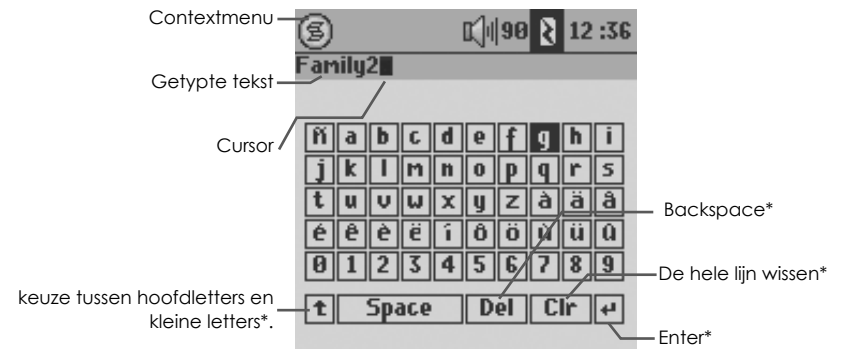 Contextmenu
90 12 :36
Family2
Getypte tekst
Cursor
ñ a b c d e f g h i
j k l m n o p q r s
t u v w x y z à ä â
é ê è ë î ô ö ù ü û
0 1 2 3 4 5 6 7 8 9
Backspace*
De hele lijn wissen*
keuze tussen hoofdletters en
kleine letters*.
Space Del Clr
Enter*